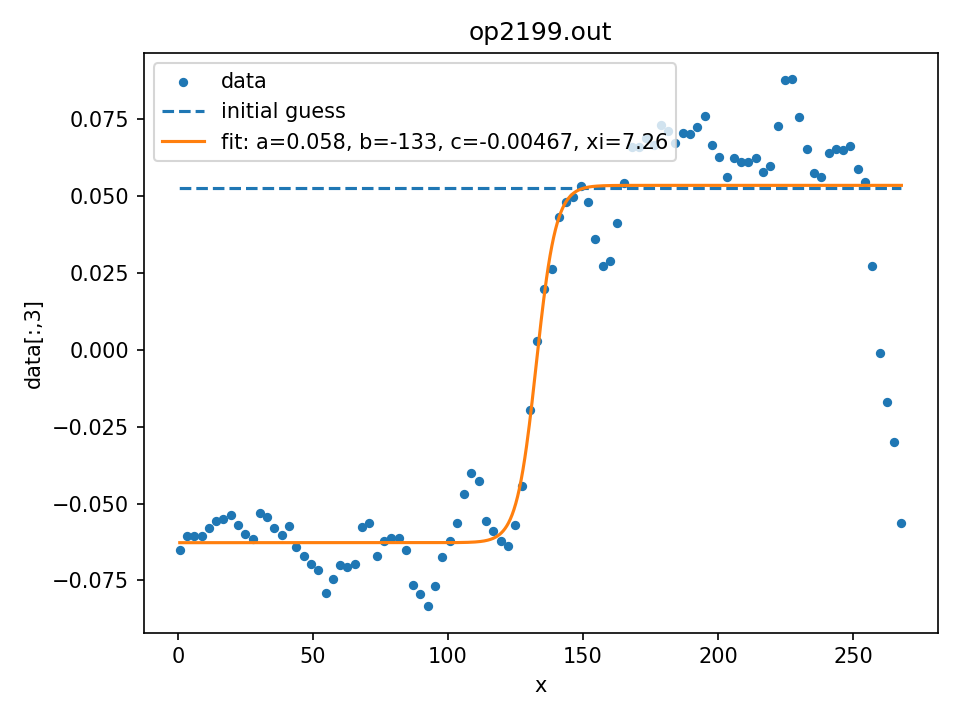 op2199.out
data
initial guess
fit: a=0.058, b=-133, c=-0.00467, xi=7.26
0.075
0.050
0.025
0.000
−0.025
−0.050
−0.075
data[:,3]
0 50 100 150 200 250
x